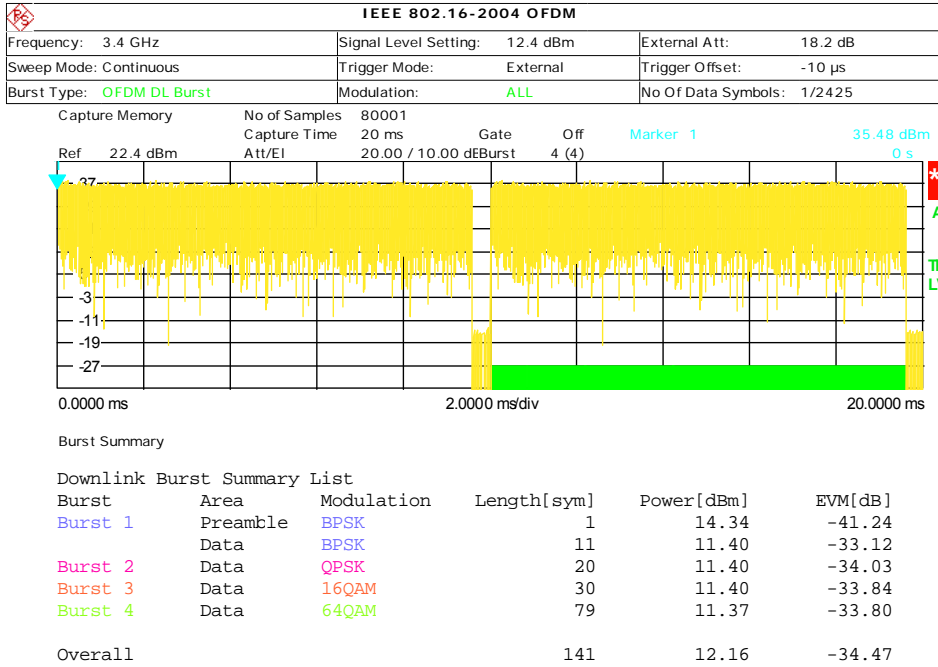 IEEE 802.16-2004 OFDM
Frequency: 3.4 GHz Signal Level Setting: 12.4 dBm External Att: 18.2 dB
Sweep Mode: Continuous Trigger Mode: External Trigger Offset: -10 µs
Burst Type: OFDM DL Burst Modulation: ALL No Of Data Symbols: 1/2425
Capture Memory No of Samples 80001
Capture Time 20 ms Gate Off Marker 1 35.48 dBm
Ref 22.4 dBm Att/El 20.00 / 10.00 dB Burst 4 (4) 0 s
37
-3
-11
-19
-27
0.0000 ms 2.0000 ms/div 20.0000 ms
Burst Summary
Downlink Burst Summary List
Burst Area Modulation Length[sym] Power[dBm] EVM[dB]
Burst 1 Preamble BPSK 1 14.34 -41.24
Data BPSK 11 11.40 -33.12
Burst 2 Data QPSK 20 11.40 -34.03
Burst 3 Data 16QAM 30 11.40 -33.84
Burst 4 Data 64QAM 79 11.37 -33.80
Overall 141 12.16 -34.47